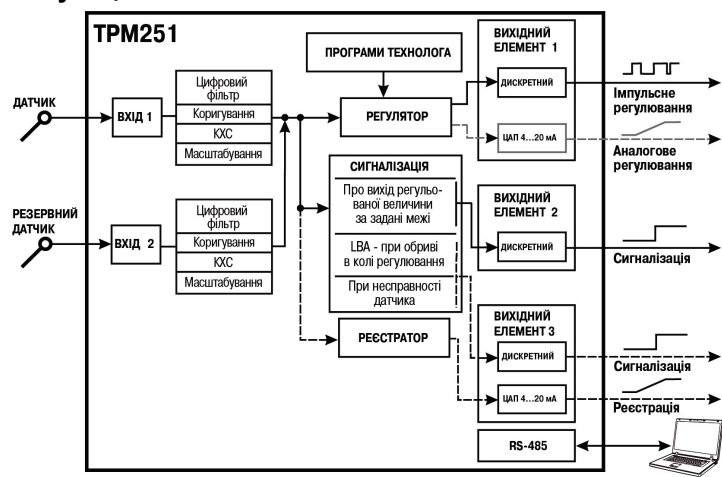 ТРМ251
ДАТЧИК
ВХІД 1
Цифровий
фільтр
Коригування
КХС
Масштабування
РЕЗЕРВНИЙ
ДАТЧИК
ВХІД 2
Цифровий
фільтр
Коригування
КХС
Масштабування
ПРОГРАМИ ТЕХНОЛОГА
РЕГУЛЯТОР
СИГНАЛІЗАЦІЯ
Про вихід регульо-
ваної величини
за задані межі
LBA - при обриві
в колі регулювання
При несправності
датчика
РЕЄСТРАТОР
ВИХІДНИЙ
ЕЛЕМЕНТ 1
ДИСКРЕТНИЙ
ЦАП 4...20 мА
Імпульсне
регулювання
Аналогове
регулювання
ВИХІДНИЙ
ЕЛЕМЕНТ 2
ДИСКРЕТНИЙ
Сигналізація
ВИХІДНИЙ
ЕЛЕМЕНТ 3
ДИСКРЕТНИЙ
ЦАП 4...20 мА
Сигналізація
Реєстрація
RS-485